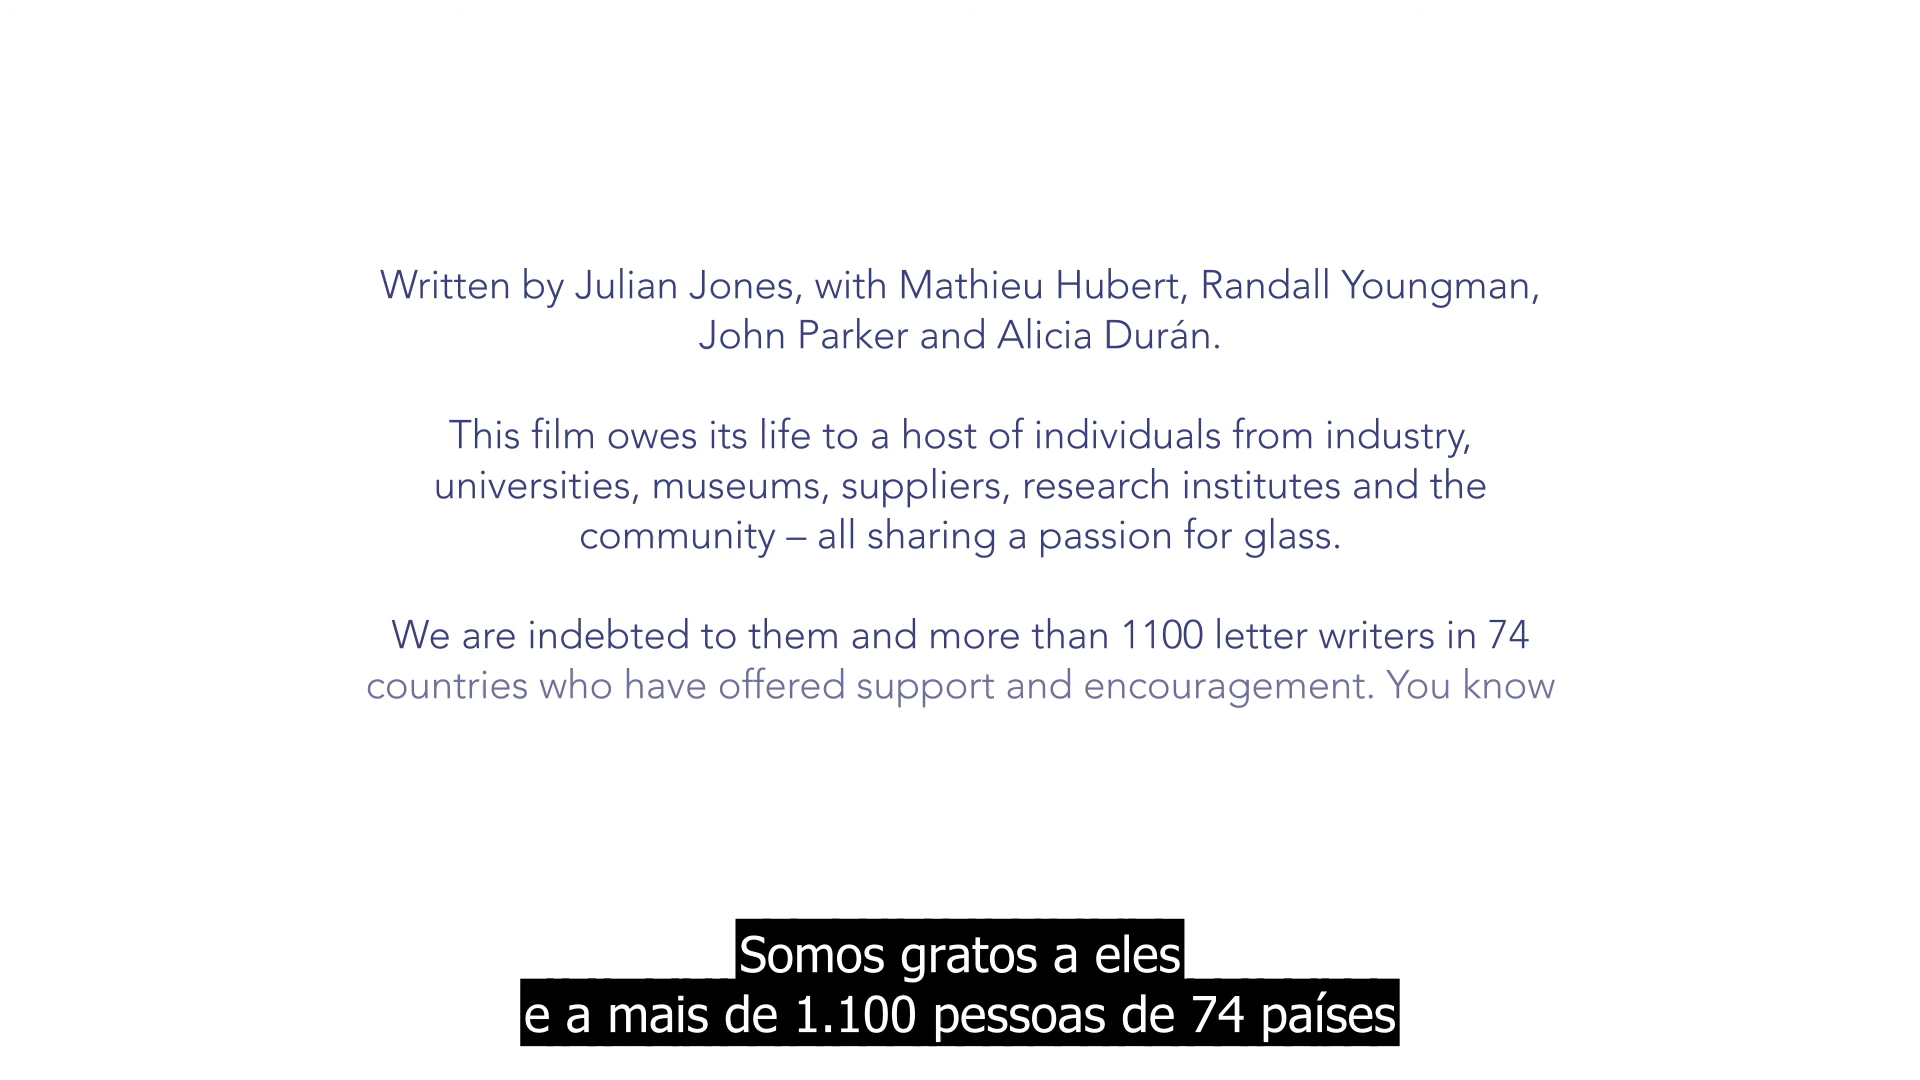 Written by Julian Jones, with Mathieu Hubert, Randall Youngman,
John Parker and Alicia Durán.
This film owes its life to a host of individuals from industry,
universities, museums, suppliers, research institutes and the
community – all sharing a passion for glass.
We are indebted to them and more than 1100 letter writers in 74
countries who have offered support and encouragement. You know
Somos gratos a eles
e a mais de 1.100 pessoas de 74 países